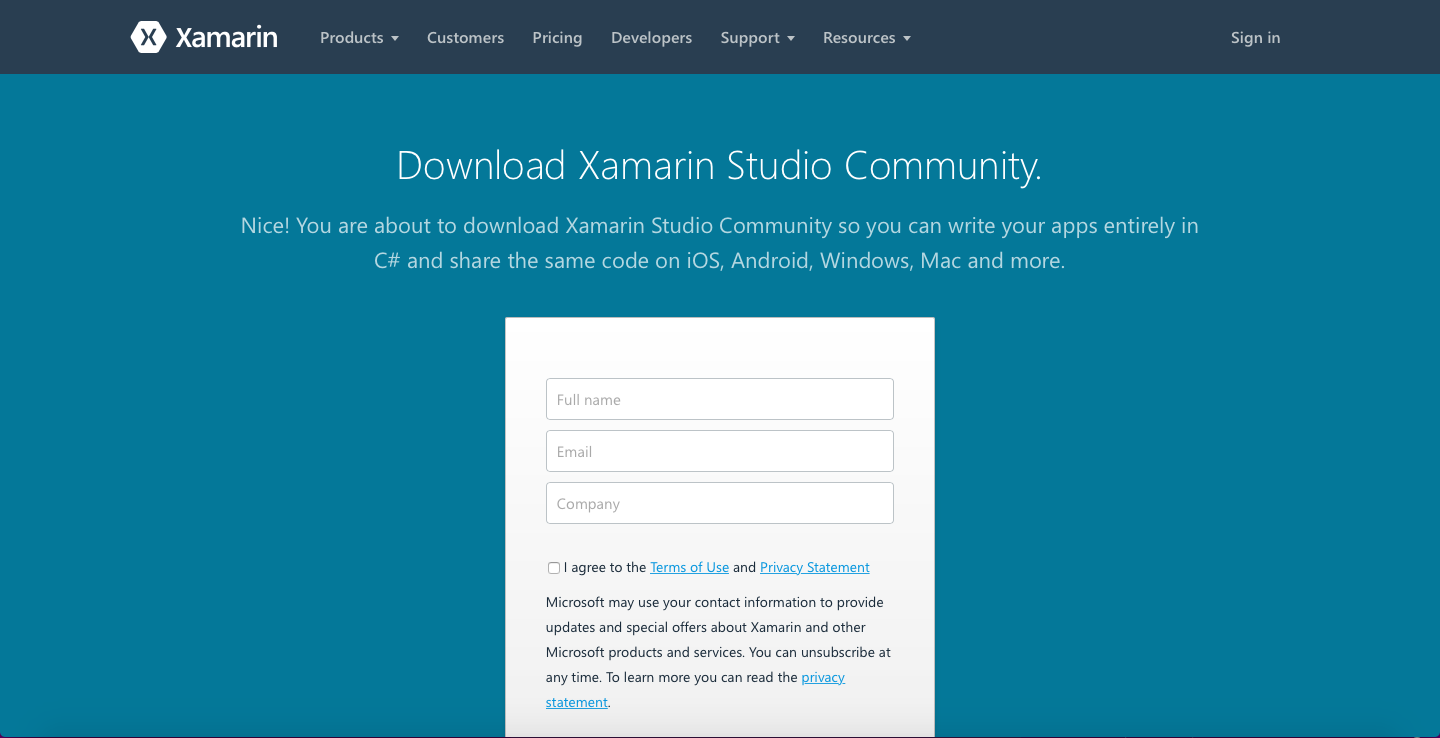 Xamarin Products Customers Pricing Developers Support Resources Sign in
Download Xamarin Studio Community.
Nice! You are about to download Xamarin Studio Community so you can write your apps entirely in
C# and share the same code on iOS, Android, Windows, Mac and more.
Full name
Email
Company
I agree to the Terms of Use and Privacy Statement
Microsoft may use your contact information to provide
updates and special offers about Xamarin and other
Microsoft products and services. You can unsubscribe at
any time. To learn more you can read the privacy
statement.